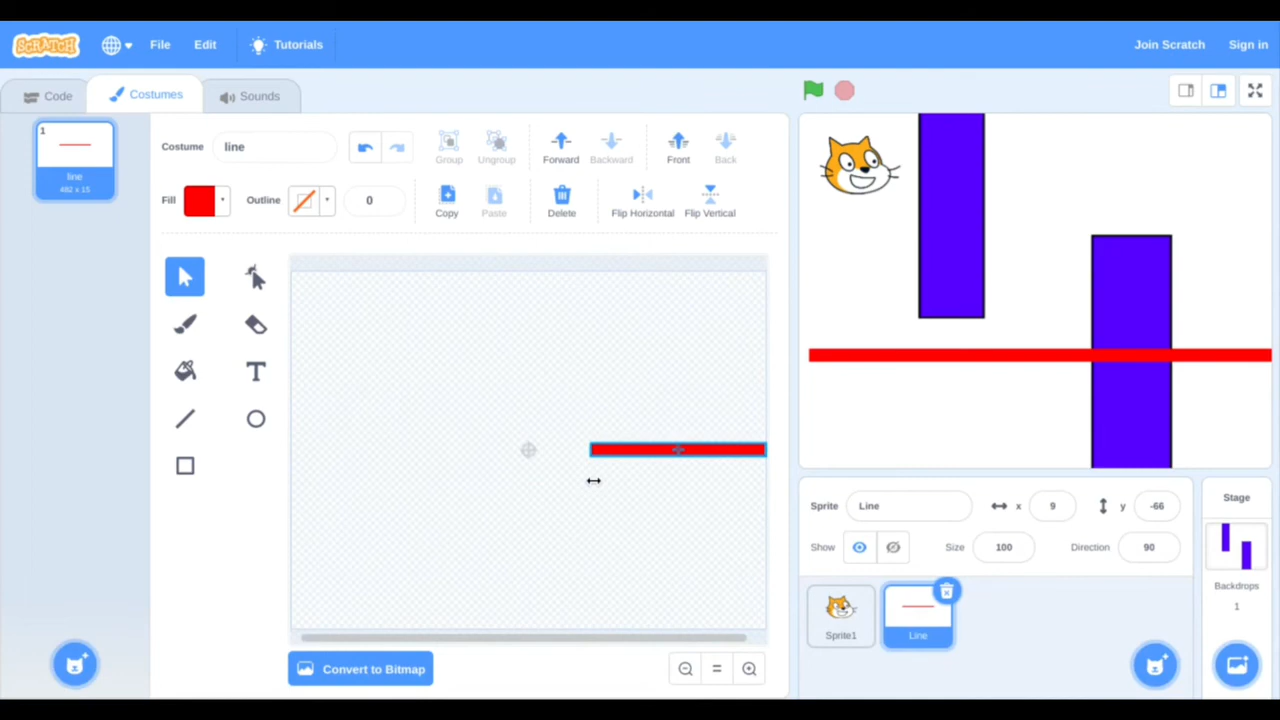 SCRATCH
File
Edit
Tutorials
Join Scratch
Sign in
Code
Costumes
Sounds
1
line
482 x 15
Costume
line
Group
Ungroup
Forward
Backward
Front
Back
Fill
Outline
0
Copy
Paste
Delete
Flip Horizontal
Flip Vertical
Convert to Bitmap
Sprite
Line
x
9
y
-66
Show
Size
100
Direction
90
Sprite1
Line
Stage
Backdrops
1